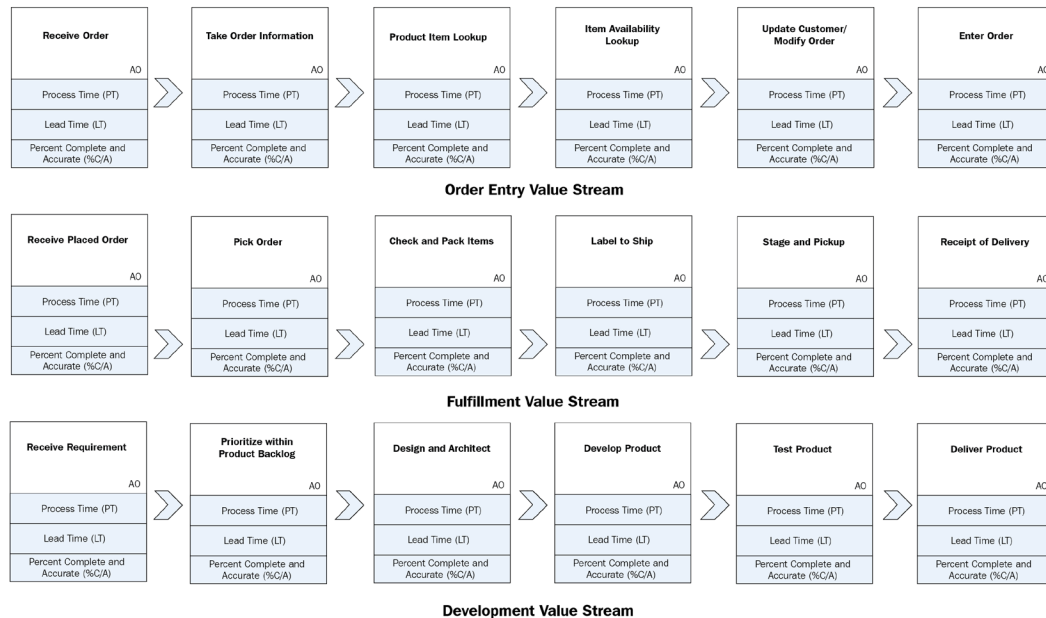 Receive Order
AO
Process Time (PT)
Lead Time (LT)
Percent Complete and
Accurate (%C/A)
Take Order Information
AO
Process Time (PT)
Lead Time (LT)
Percent Complete and
Accurate (%C/A)
Product Item Lookup
AO
Process Time (PT)
Lead Time (LT)
Percent Complete and
Accurate (%C/A)
Item Availability
Lookup
AO
Process Time (PT)
Lead Time (LT)
Percent Complete and
Accurate (%C/A)
Update Customer/
Modify Order
AO
Process Time (PT)
Lead Time (LT)
Percent Complete and
Accurate (%C/A)
Enter Order
AO
Process Time (PT)
Lead Time (LT)
Percent Complete and
Accurate (%C/A)
Order Entry Value Stream
Receive Placed Order
AO
Process Time (PT)
Lead Time (LT)
Percent Complete and
Accurate (%C/A)
Pick Order
AO
Process Time (PT)
Lead Time (LT)
Percent Complete and
Accurate (%C/A)
Check and Pack Items
AO
Process Time (PT)
Lead Time (LT)
Percent Complete and
Accurate (%C/A)
Label to Ship
AO
Process Time (PT)
Lead Time (LT)
Percent Complete and
Accurate (%C/A)
Stage and Pickup
AO
Process Time (PT)
Lead Time (LT)
Percent Complete and
Accurate (%C/A)
Receipt of Delivery
AO
Process Time (PT)
Lead Time (LT)
Percent Complete and
Accurate (%C/A)
Fulfillment Value Stream
Receive Requirement
AO
Process Time (PT)
Lead Time (LT)
Percent Complete and
Accurate (%C/A)
Prioritize within
Product Backlog
AO
Process Time (PT)
Lead Time (LT)
Percent Complete and
Accurate (%C/A)
Design and Architect
AO
Process Time (PT)
Lead Time (LT)
Percent Complete and
Accurate (%C/A)
Develop Product
AO
Process Time (PT)
Lead Time (LT)
Percent Complete and
Accurate (%C/A)
Test Product
AO
Process Time (PT)
Lead Time (LT)
Percent Complete and
Accurate (%C/A)
Deliver Product
AO
Process Time (PT)
Lead Time (LT)
Percent Complete and
Accurate (%C/A)
Development Value Stream